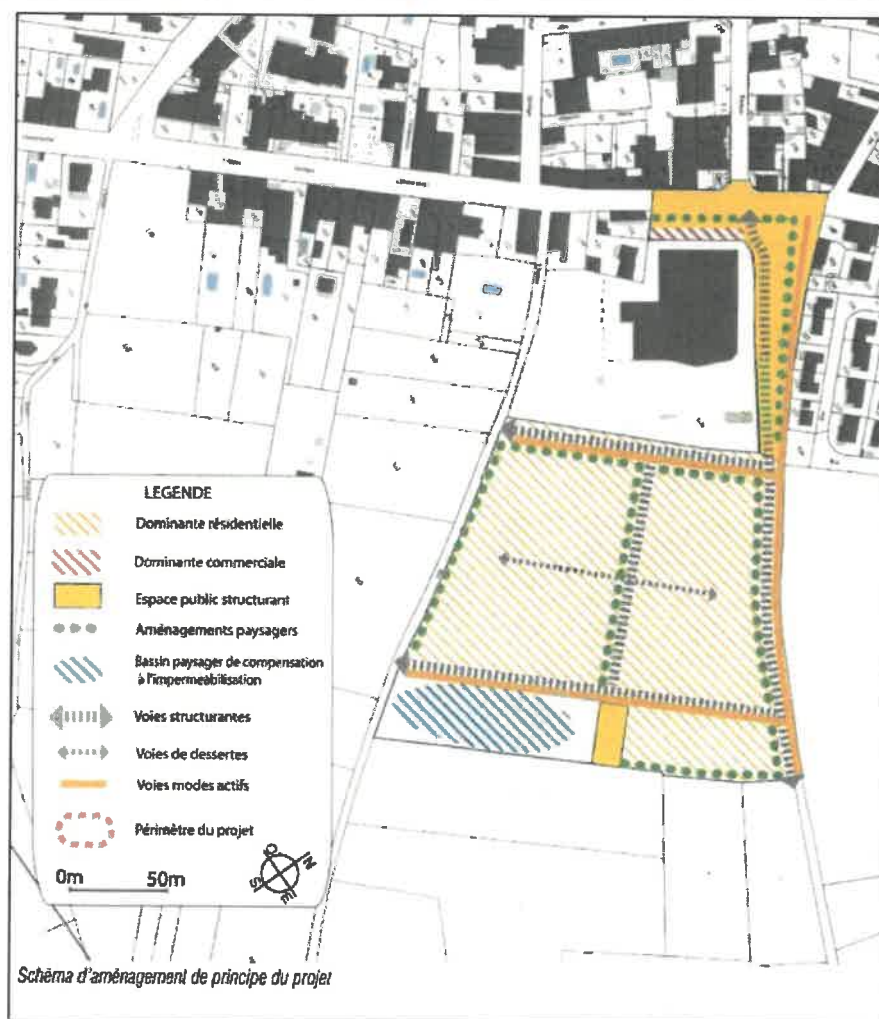 LEGENDE
Dominante résidentielle
Dominante commerciale
Espace public structurant
Aménagements paysagers
Bassin paysager de compensation
à l'impermeabilisation
Voies structurantes
Voies de dessertes
Voies modes actifs
Périmètre du projet
0m 50m
O N
S E
Schéma d'aménagement de principe du projet